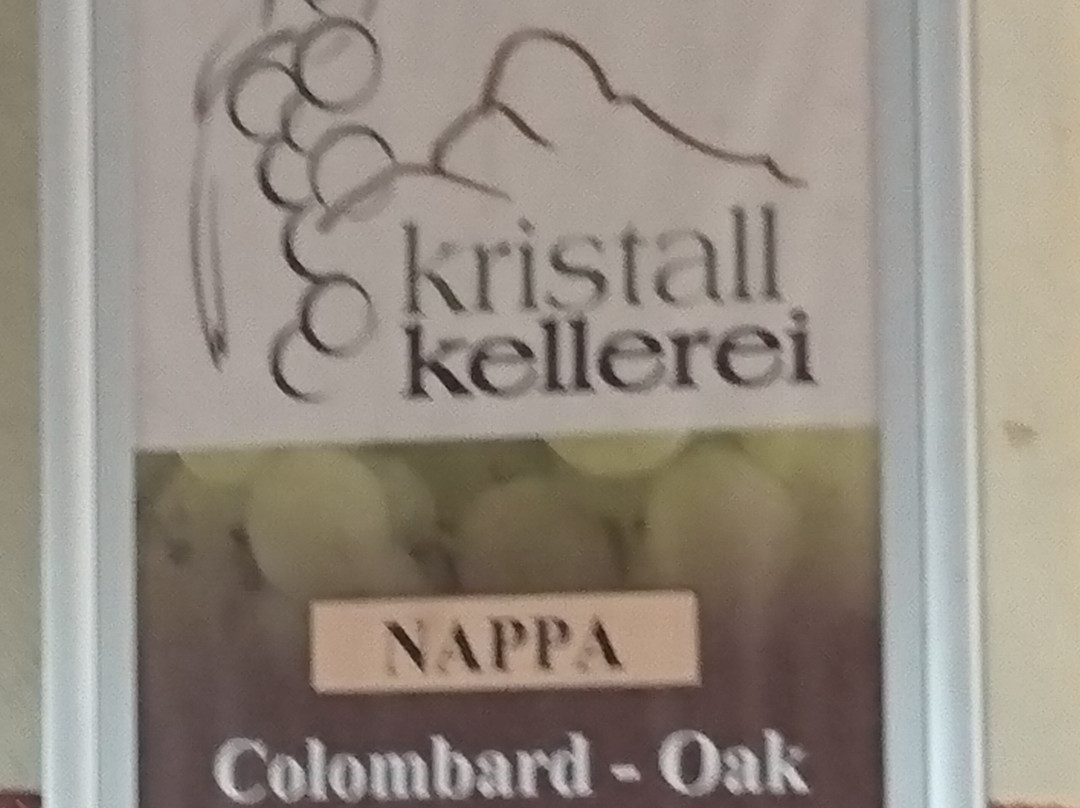 kristall
kellerei
NAPPA
Colombard - Oak